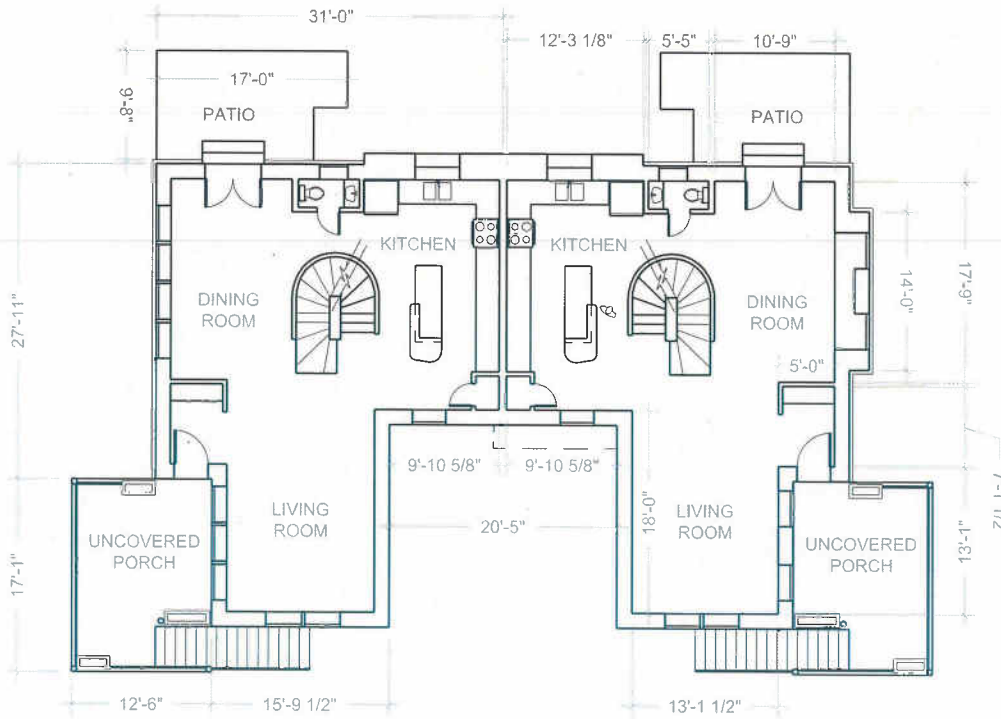 31'-0"
12'-3 1/8"
5'-5"
10'-9"
17'-0"
9'-8"
PATIO
PATIO
KITCHEN
KITCHEN
27'-11"
DINING
ROOM
DINING
ROOM
14'-0"
17'-9"
5'-0"
9'-10 5/8"
9'-10 5/8"
20'-5"
18'-0"
LIVING
ROOM
LIVING
ROOM
UNCOVERED
PORCH
UNCOVERED
PORCH
17'-1"
13'-1"
12'-6"
15'-9 1/2"
13'-1 1/2"